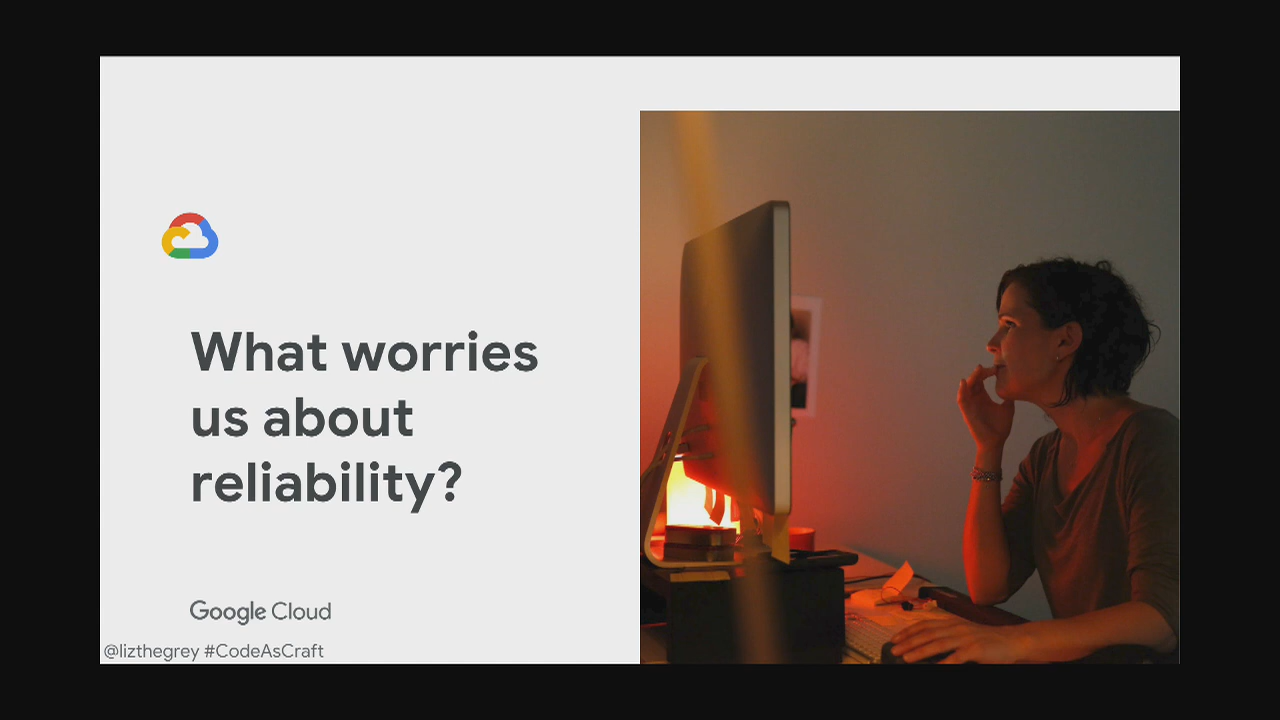 What worries
us about
reliability?
Google Cloud
@lizthegrey #CodeAsCraft